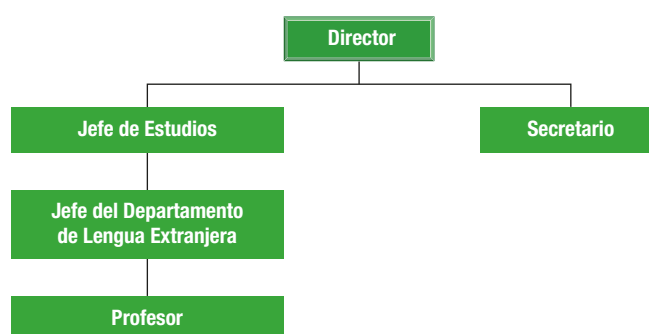 Director
Jefe de Estudios
Secretario
Jefe del Departamento
de Lengua Extranjera
Profesor